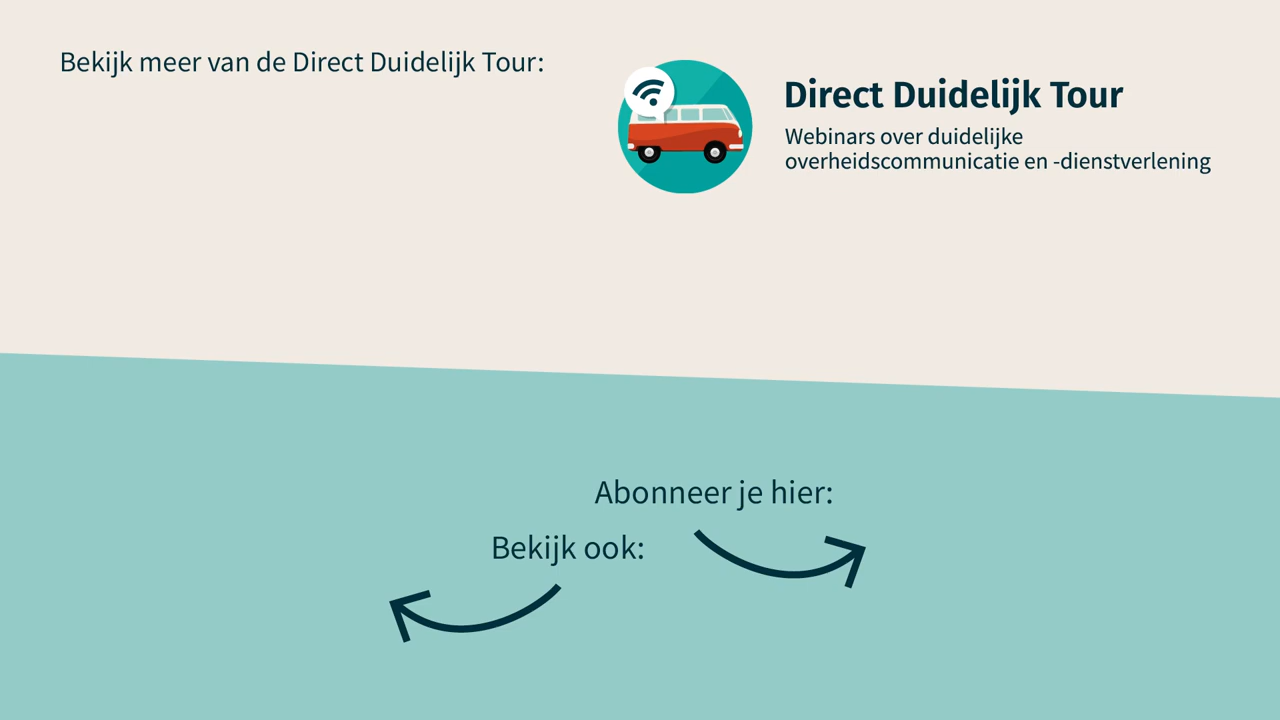 Bekijk meer van de Direct Duidelijk Tour:
Direct Duidelijk Tour
Webinars over duidelijke
overheidscommunicatie en -dienstverlening
Abonneer je hier:
Bekijk ook: